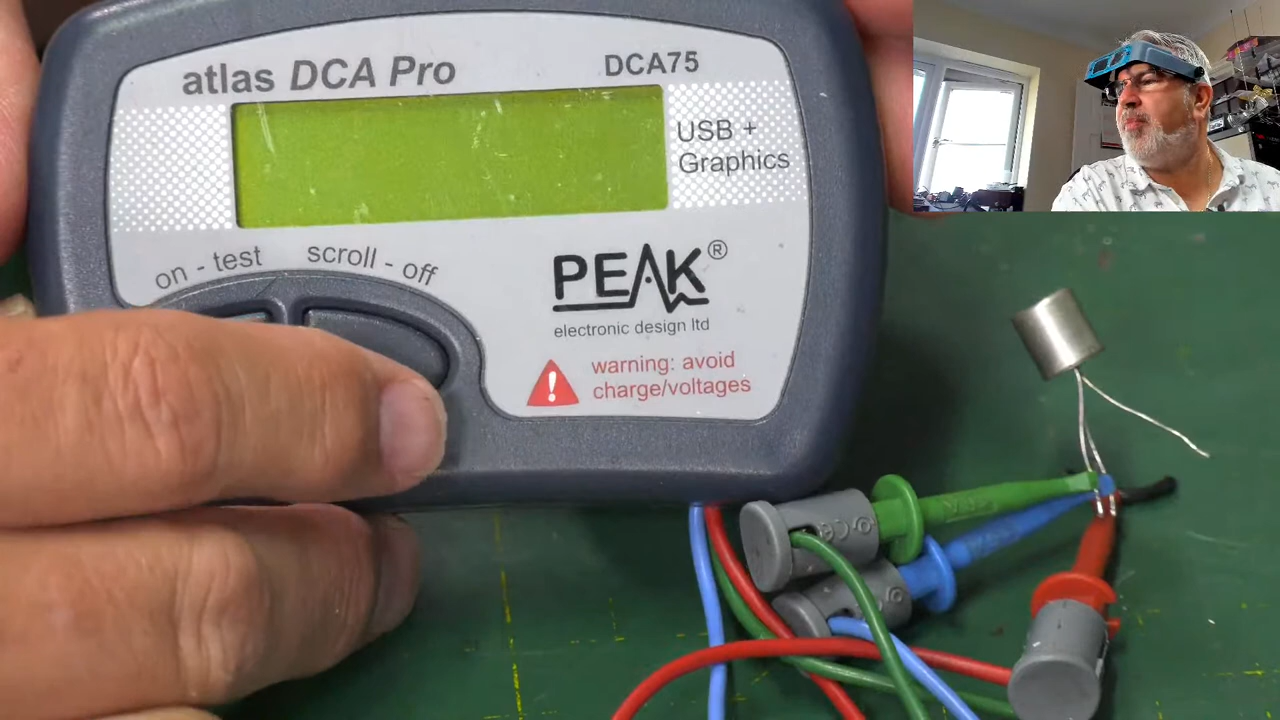 atlas DCA Pro
DCA75
USB +
Graphics
on - test
scroll - off
PEAK®
electronic design ltd
warning: avoid
charge/voltages